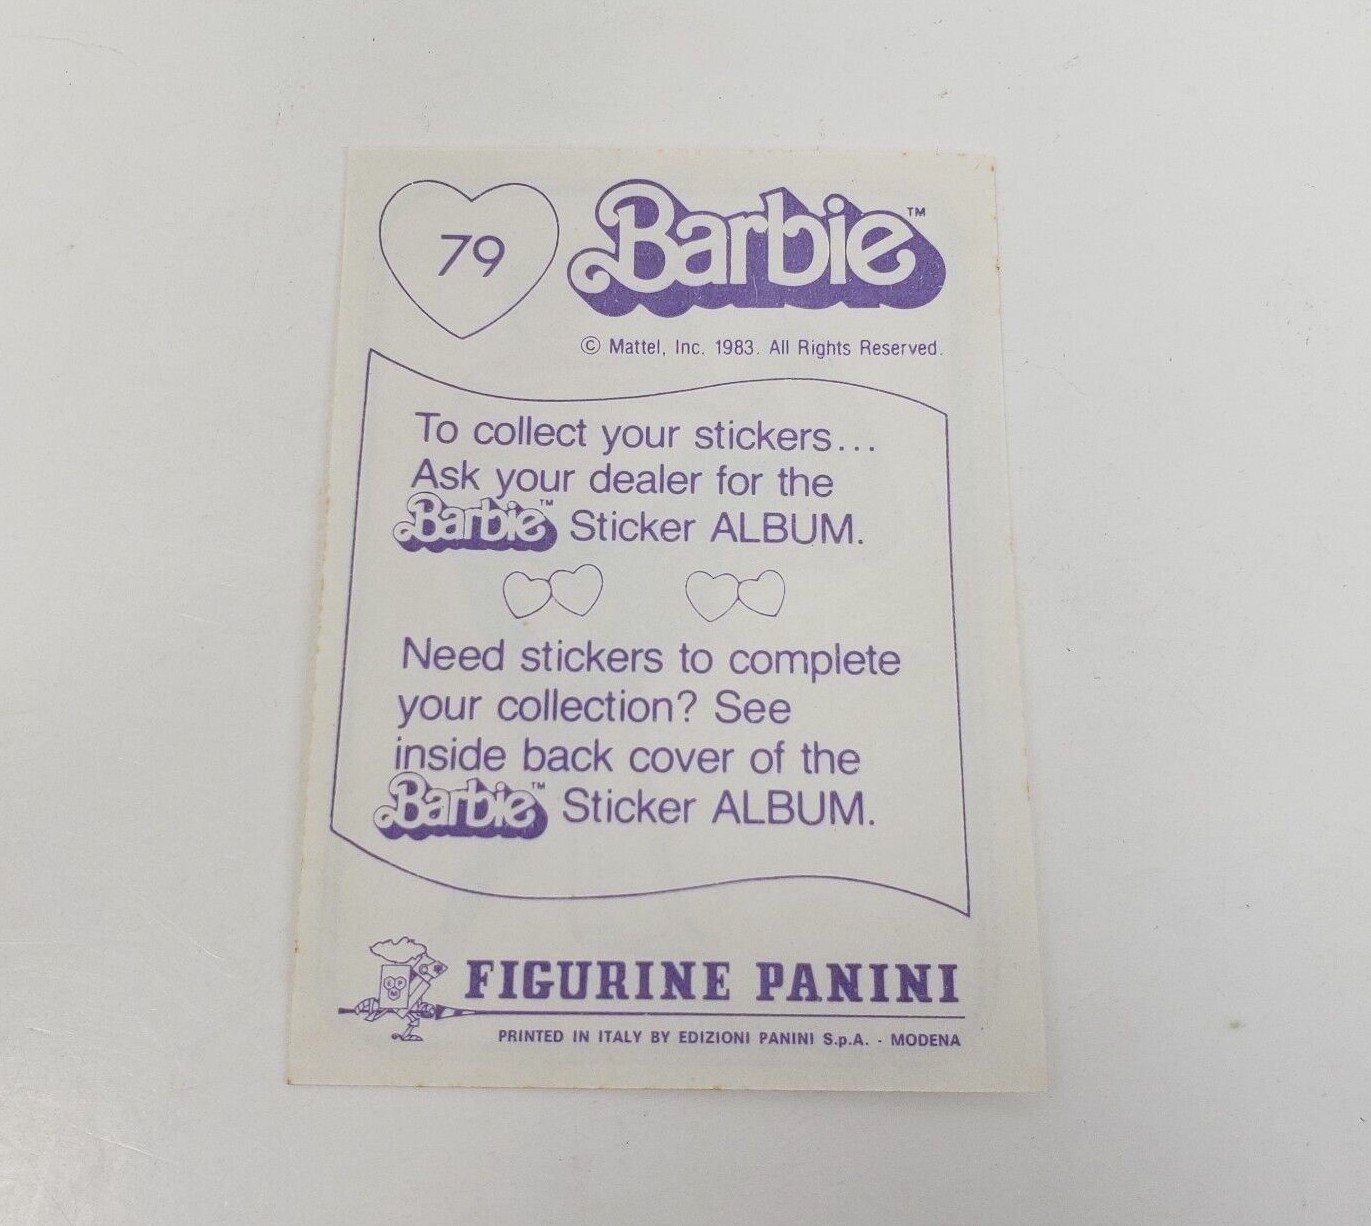 79
Barbie™
© Mattel, Inc. 1983. All Rights Reserved.
To collect your stickers...
Ask your dealer for the
Barbie™ Sticker ALBUM.
Need stickers to complete
your collection? See
inside back cover of the
Barbie™ Sticker ALBUM.
FIGURINE PANINI
PRINTED IN ITALY BY EDIZIONI PANINI S.p.A. - MODENA